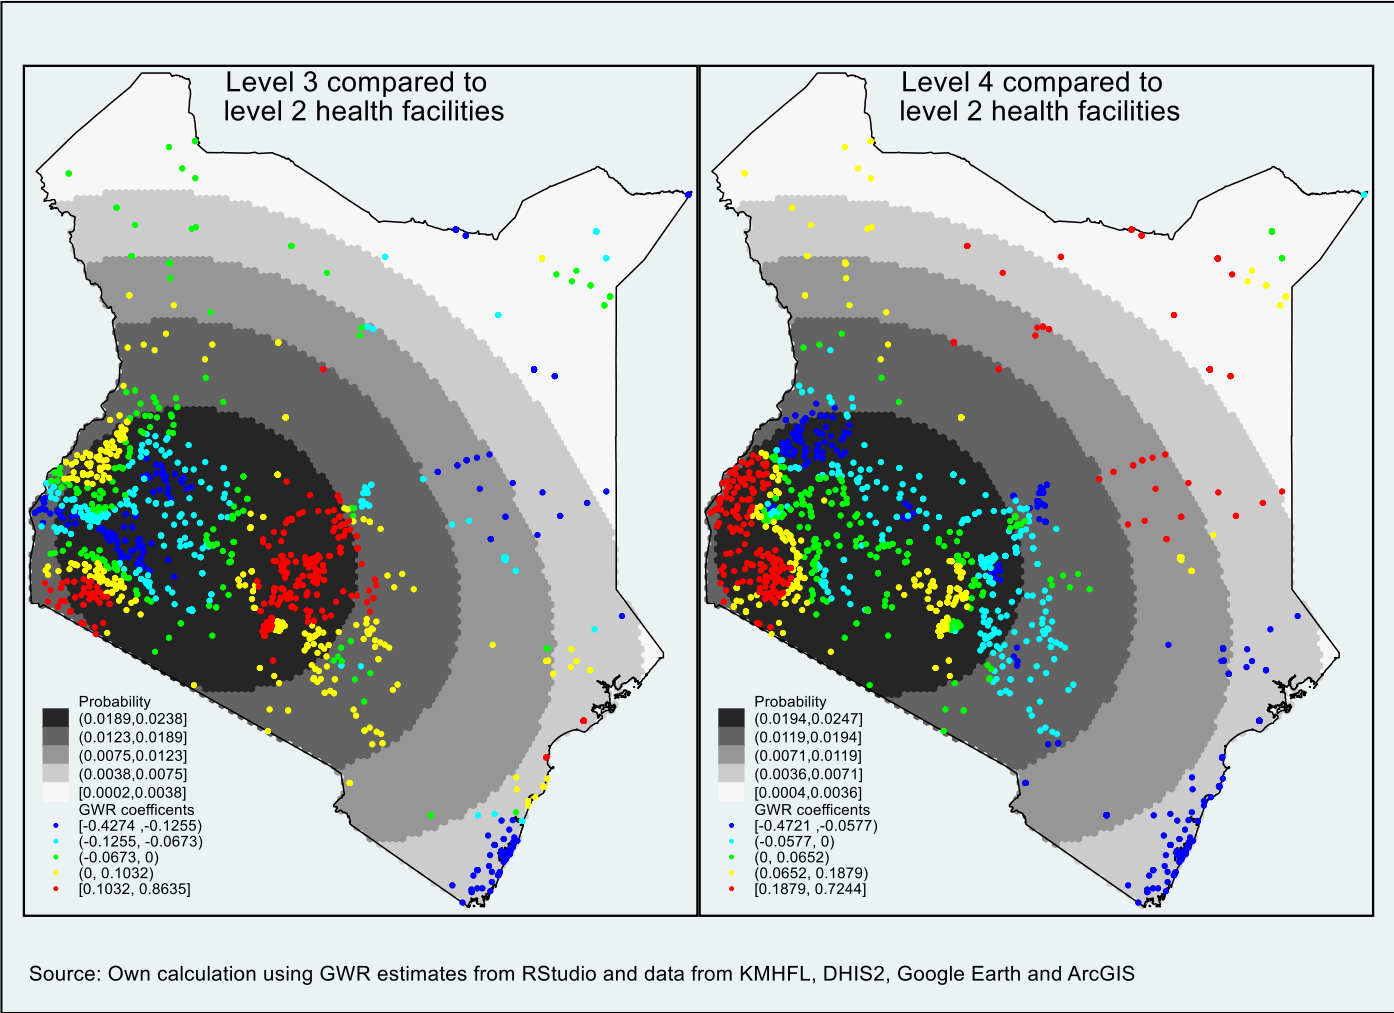 Level 3 compared to
level 2 health facilities
Probability
(0.0189,0.0238]
(0.0123,0.0189]
(0.0075,0.0123]
(0.0038,0.0075]
[0.0002,0.0038]
GWR coefficents
[-0.4274 ,-0.1255)
(-0.1255, -0.0673)
(-0.0673, 0)
(0, 0.1032)
[0.1032, 0.8635]
Level 4 compared to
level 2 health facilities
Probability
(0.0194,0.0247]
(0.0119,0.0194]
(0.0071,0.0119]
(0.0036,0.0071]
[0.0004,0.0036]
GWR coefficents
[-0.4721 ,-0.0577)
(-0.0577, 0)
(0, 0.0652)
(0.0652, 0.1879)
[0.1879, 0.7244]
Source: Own calculation using GWR estimates from RStudio and data from KMHFL, DHIS2, Google Earth and ArcGIS